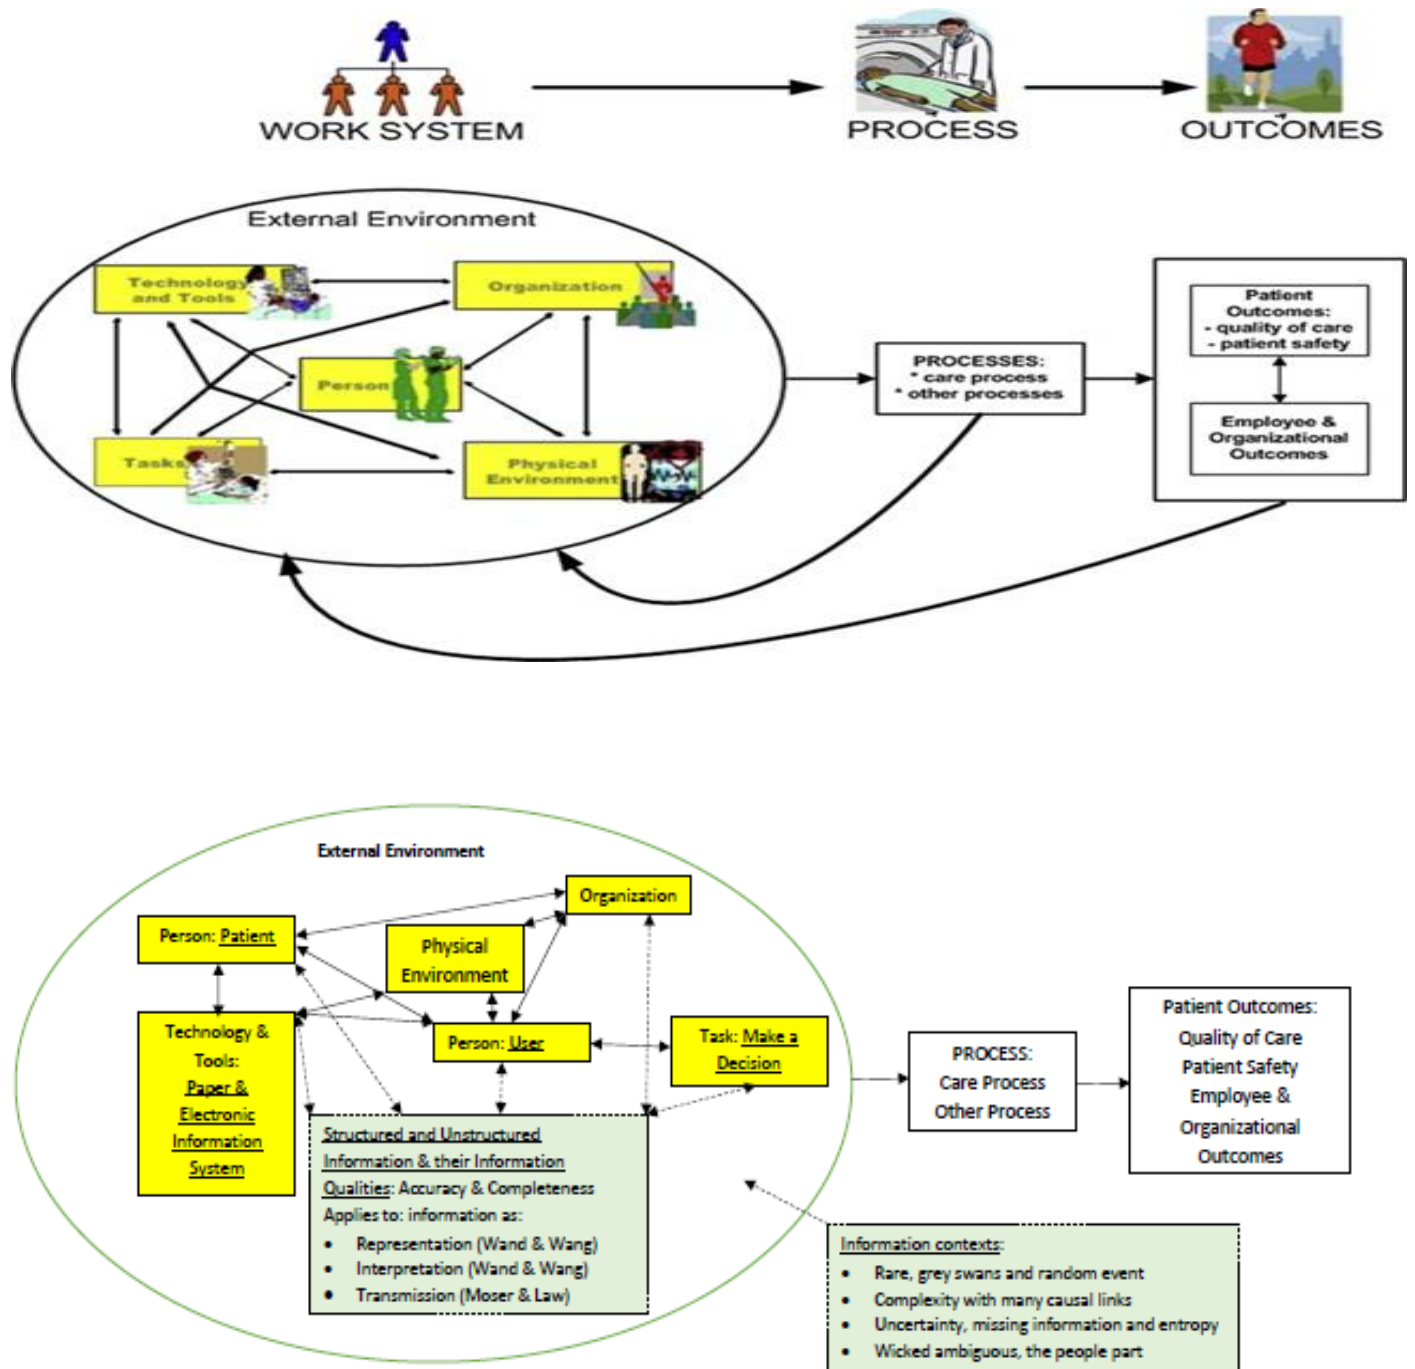 WORK SYSTEM
PROCESS
OUTCOMES
External Environment
Technology
and Tools
Organization
Person
Tasks
Physical
Environment
PROCESSES:
* care process
* other processes
Patient
Outcomes:
- quality of care
- patient safety
Employee &
Organizational
Outcomes
External Environment
Organization
Person: Patient
Physical
Environment
Technology &
Tools:
Paper &
Electronic
Information
System
Person: User
Task: Make a
Decision
Structured and Unstructured
Information & their Information
Qualities: Accuracy & Completeness
Applies to: information as:
• Representation (Wand & Wang)
• Interpretation (Wand & Wang)
• Transmission (Moser & Law)
PROCESS:
Care Process
Other Process
Patient Outcomes:
Quality of Care
Patient Safety
Employee &
Organizational
Outcomes
Information contexts:
• Rare, grey swans and random event
• Complexity with many causal links
• Uncertainty, missing information and entropy
• Wicked ambiguous, the people part